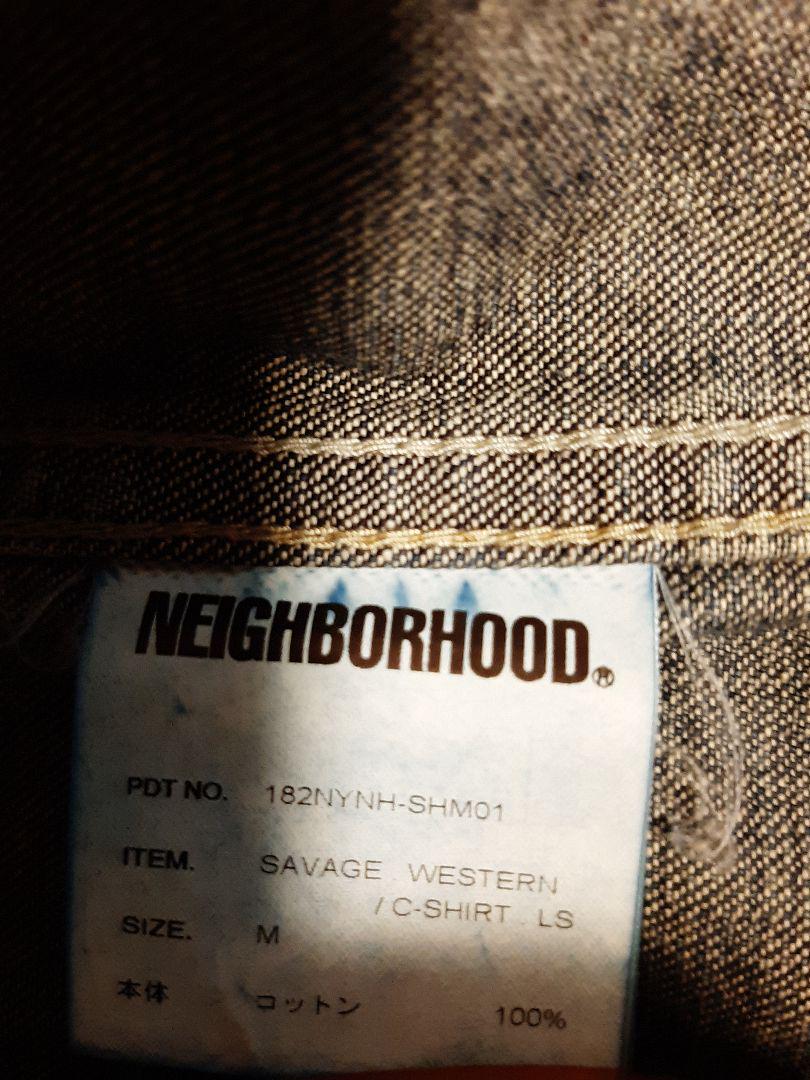 NEIGHBORHOOD®
PDT NO. 182NYNH-SHM01
ITEM. SAVAGE . WESTERN
/ C-SHIRT . LS
SIZE. M
本体 コットン 100%